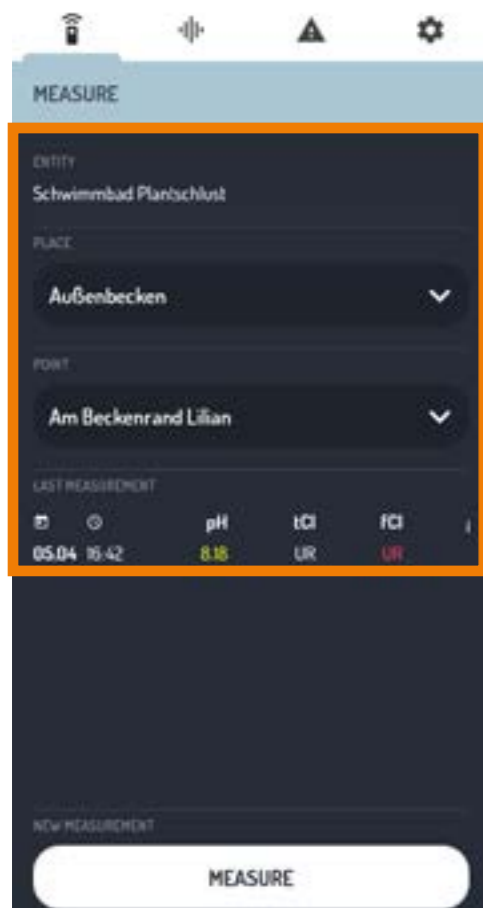 MEASURE
ENTITY
Schwimmbad Plantschlust
PLACE
Außenbecken
POINT
Am Beckenrand Lilian
LAST MEASUREMENT
pH tCl fCl
05.04 16:42 8.18 UR UR
NEW MEASUREMENT
MEASURE